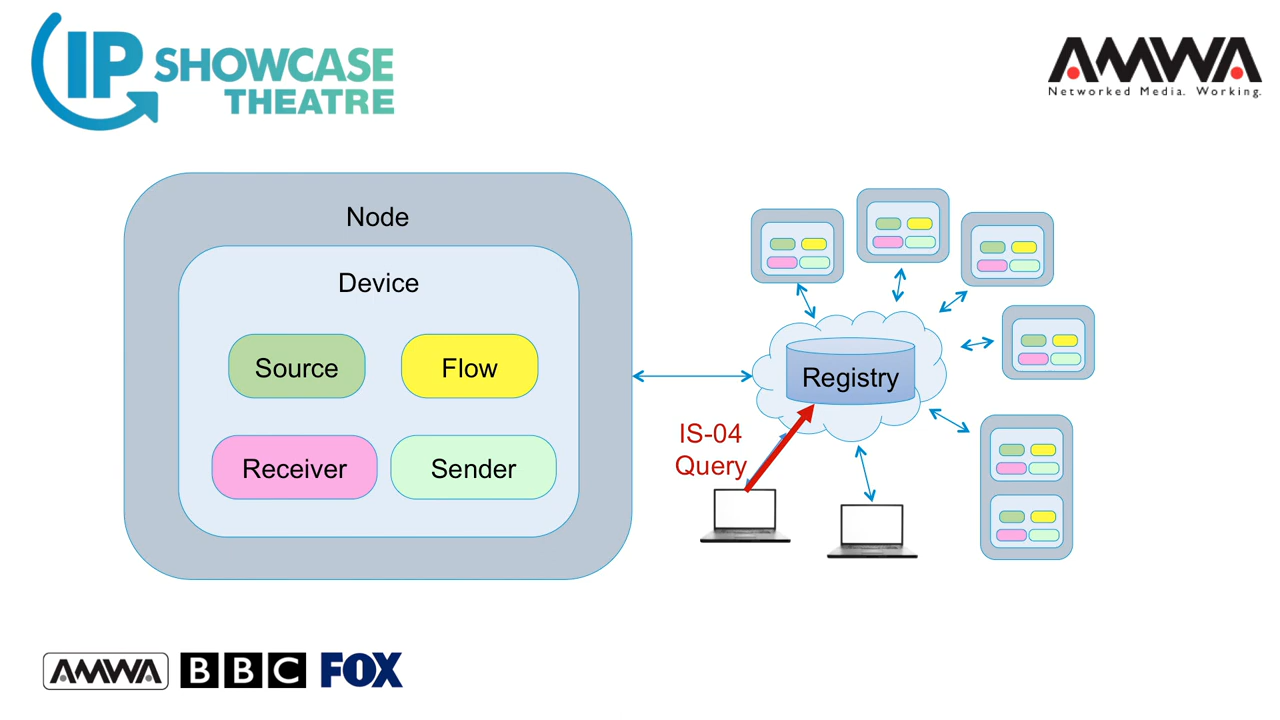 IP SHOWCASE
THEATRE
AMWA
Networked Media. Working.
Node
Device
Source
Flow
Receiver
Sender
Registry
IS-04
Query
AMWA BBC FOX